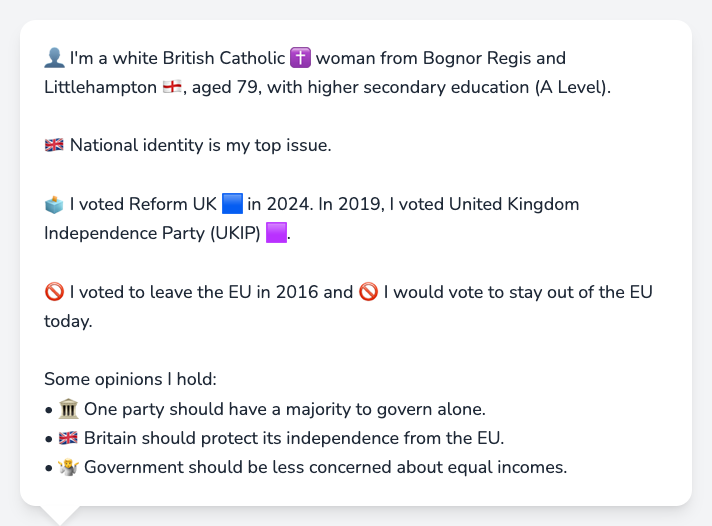 👤 I'm a white British Catholic ✝️ woman from Bognor Regis and
Littlehampton 🏴󠁧󠁢󠁥󠁮󠁧󠁿, aged 79, with higher secondary education (A Level).
🇬🇧 National identity is my top issue.
🗳️ I voted Reform UK 🟦 in 2024. In 2019, I voted United Kingdom
Independence Party (UKIP) 🟪.
🚫 I voted to leave the EU in 2016 and 🚫 I would vote to stay out of the EU
today.
Some opinions I hold:
• 🏛️ One party should have a majority to govern alone.
• 🇬🇧 Britain should protect its independence from the EU.
• 🤷 Government should be less concerned about equal incomes.